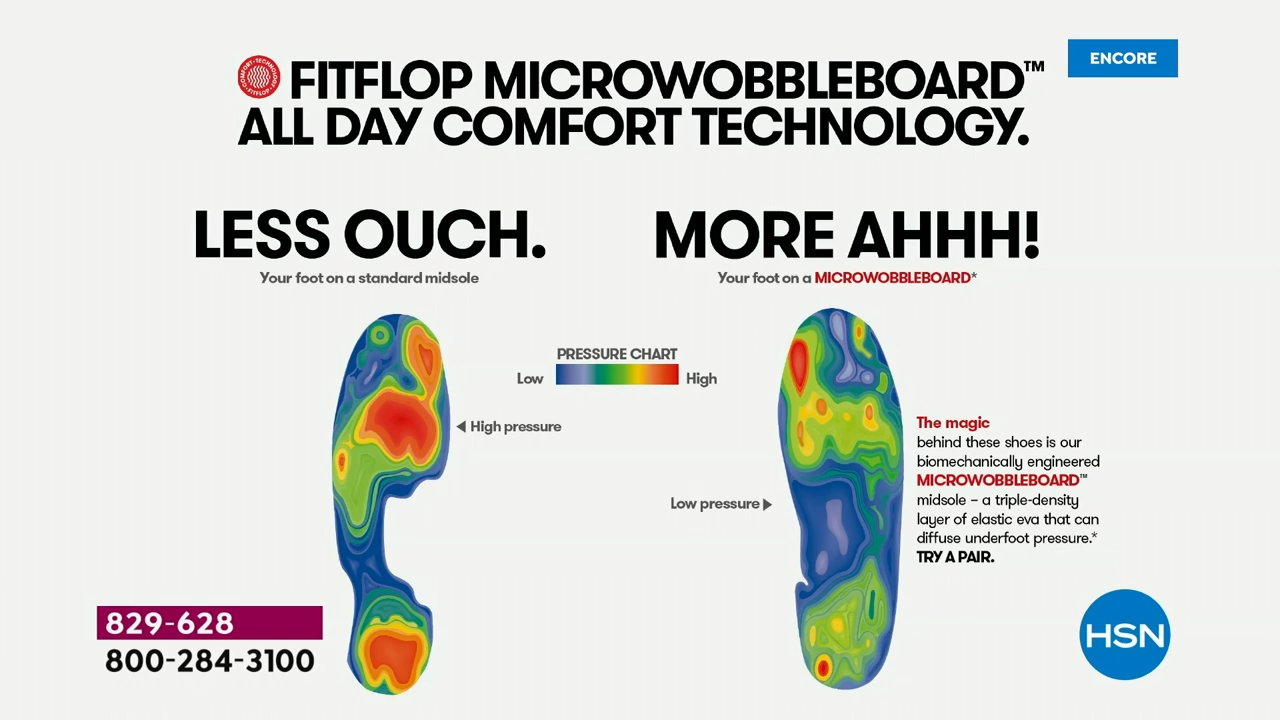 ENCORE
FITFLOP MICROWOBBLEBOARD™
ALL DAY COMFORT TECHNOLOGY.
LESS OUCH.
Your foot on a standard midsole
MORE AHHH!
Your foot on a MICROWOBBLEBOARD*
PRESSURE CHART
Low
High
High pressure
Low pressure
The magic
behind these shoes is our
biomechanically engineered
MICROWOBBLEBOARD™
midsole – a triple-density
layer of elastic eva that can
diffuse underfoot pressure.*
TRY A PAIR.
829-628
800-284-3100
HSN